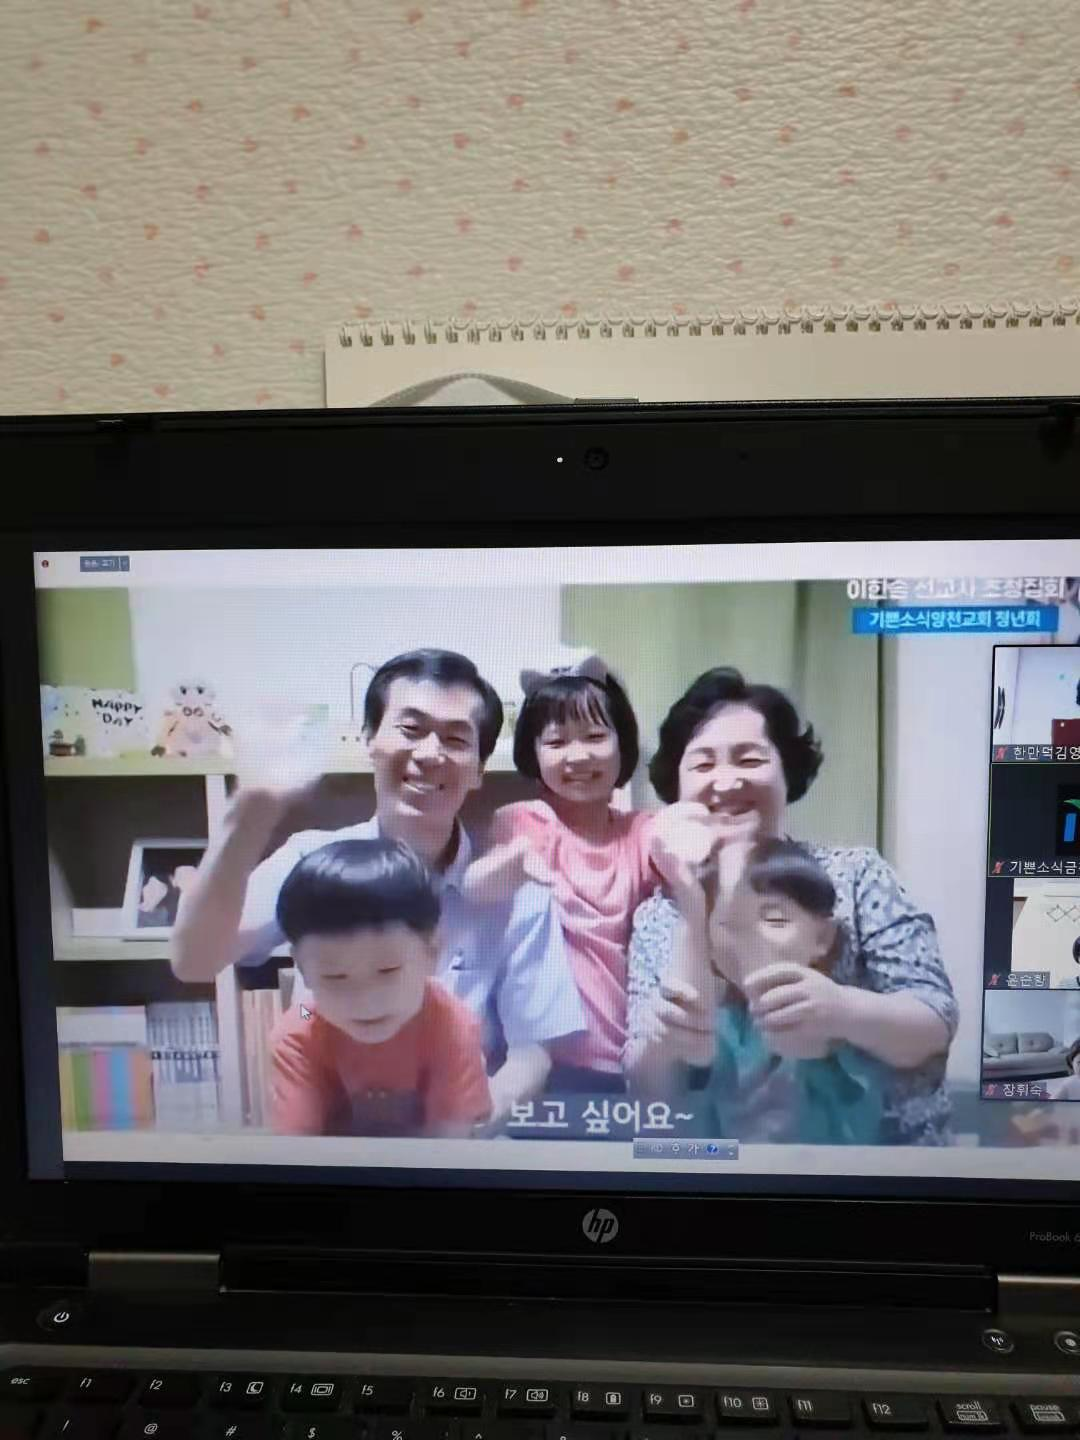 이한솔 선교사 초청집회
기쁜소식양천교회 청년회
HAPPY
DAY
한만덕김영
기쁜소식금
윤순향
장휘숙
보고 싶어요~
가
?
hp
ProBook 6
esc
f1
f2
f3
f4
f5
f6
f7
f8
f9
f10
f11
f12
scroll
pause
!
@
#
$
%
^